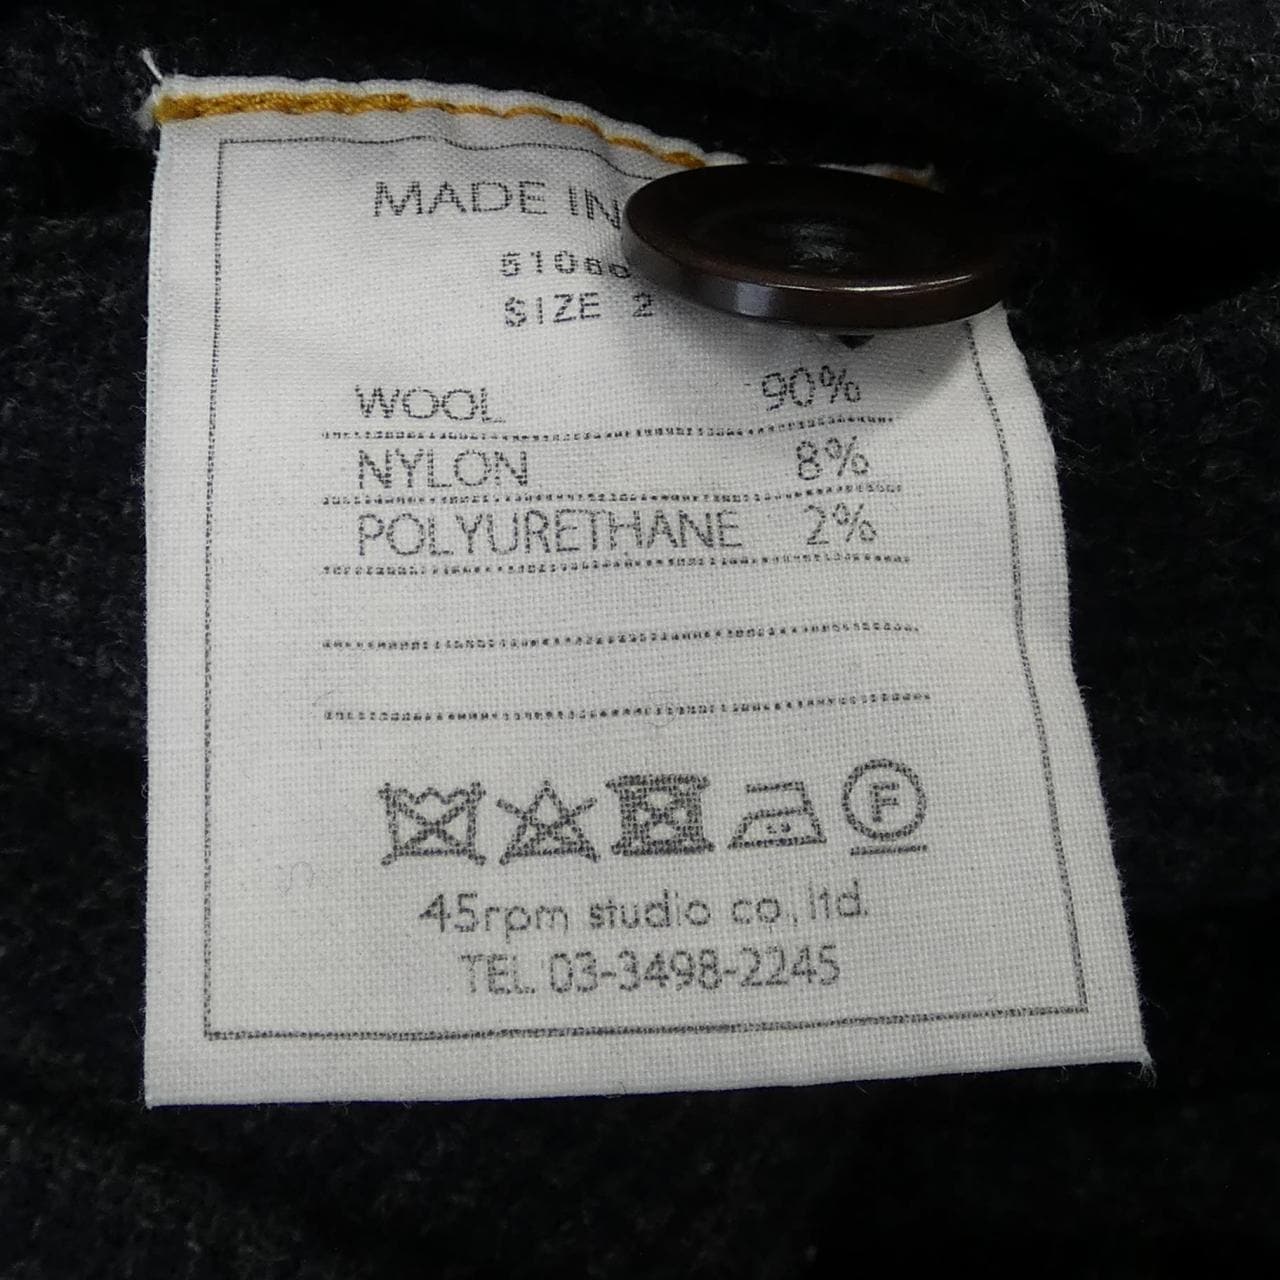 MADE IN
SIZE 2
WOOL 90%
NYLON 8%
POLYURETHANE 2%
F
45rpm studio co., ltd.
TEL. 03-3498-2245